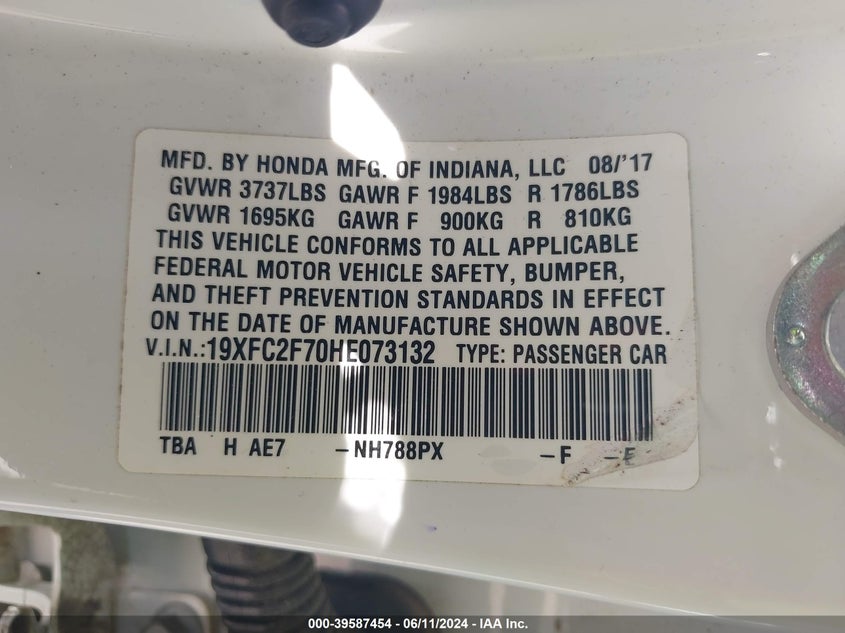 MFD. BY HONDA MFG. OF INDIANA, LLC 08/'17
GVWR 3737LBS GAWR F 1984LBS R 1786LBS
GVWR 1695KG GAWR F 900KG R 810KG
THIS VEHICLE CONFORMS TO ALL APPLICABLE
FEDERAL MOTOR VEHICLE SAFETY, BUMPER,
AND THEFT PREVENTION STANDARDS IN EFFECT
ON THE DATE OF MANUFACTURE SHOWN ABOVE.
V.I.N.:19XFC2F70HE073132 TYPE: PASSENGER CAR
TBA H AE7 –NH788PX –F –E
000-39587454 - 06/11/2024 - IAA Inc.